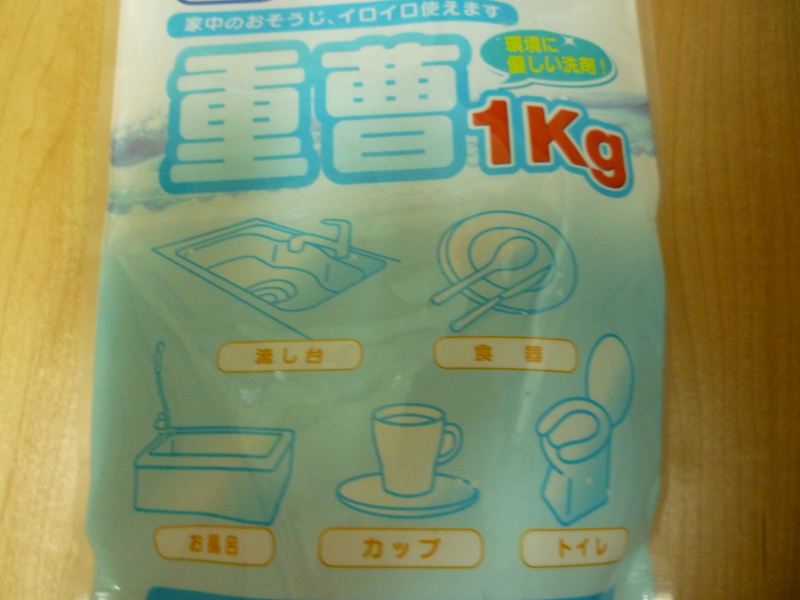 家中のおそうじ、イロイロ使えます
環境に
優しい洗剤!
重曹
1Kg
流し台
食器
お風呂
カップ
トイレ